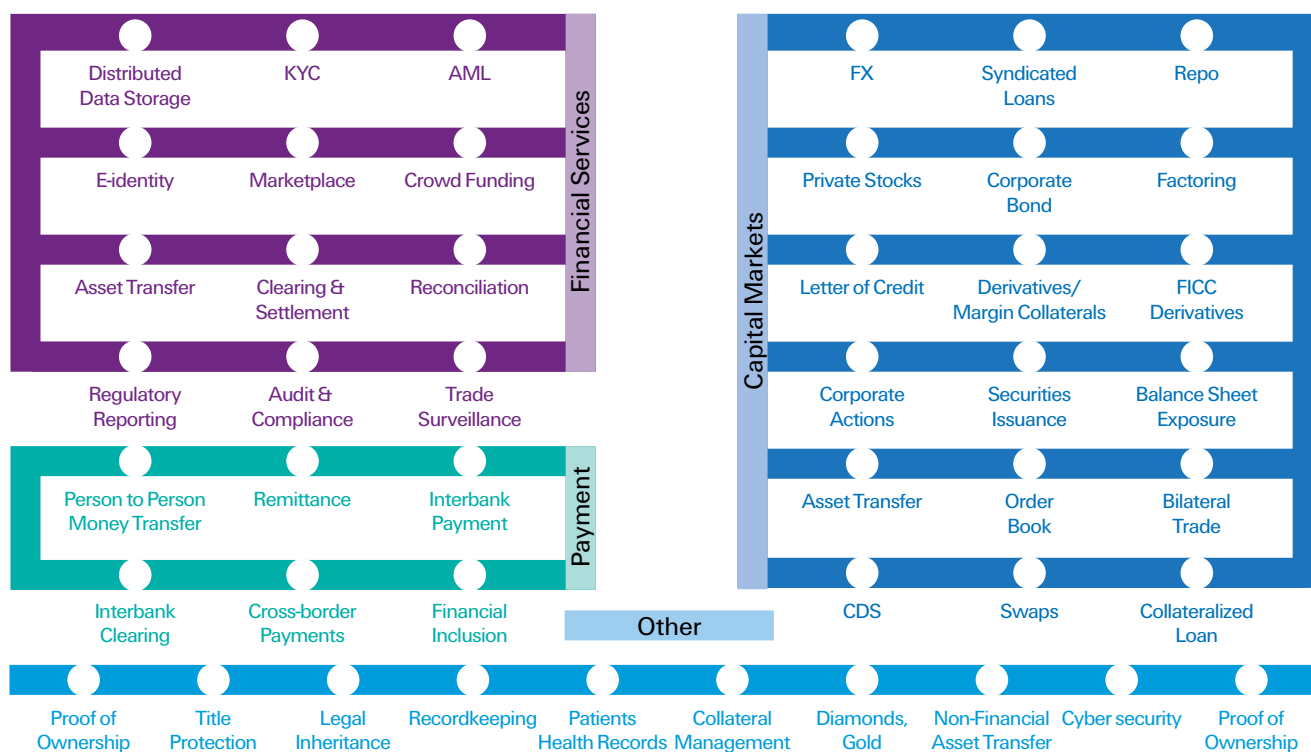 Financial Services
Distributed
Data Storage
KYC
AML
E-identity
Marketplace
Crowd Funding
Asset Transfer
Clearing &
Settlement
Reconciliation
Regulatory
Reporting
Audit &
Compliance
Trade
Surveillance
Payment
Person to Person
Money Transfer
Remittance
Interbank
Payment
Interbank
Clearing
Cross-border
Payments
Financial
Inclusion
Capital Markets
FX
Syndicated
Loans
Repo
Private Stocks
Corporate
Bond
Factoring
Letter of Credit
Derivatives/
Margin Collaterals
FICC
Derivatives
Corporate
Actions
Securities
Issuance
Balance Sheet
Exposure
Asset Transfer
Order
Book
Bilateral
Trade
CDS
Swaps
Collateralized
Loan
Other
Proof of
Ownership
Title
Protection
Legal
Inheritance
Recordkeeping
Patients
Health Records
Collateral
Management
Diamonds,
Gold
Non-Financial
Asset Transfer
Cyber security
Proof of
Ownership